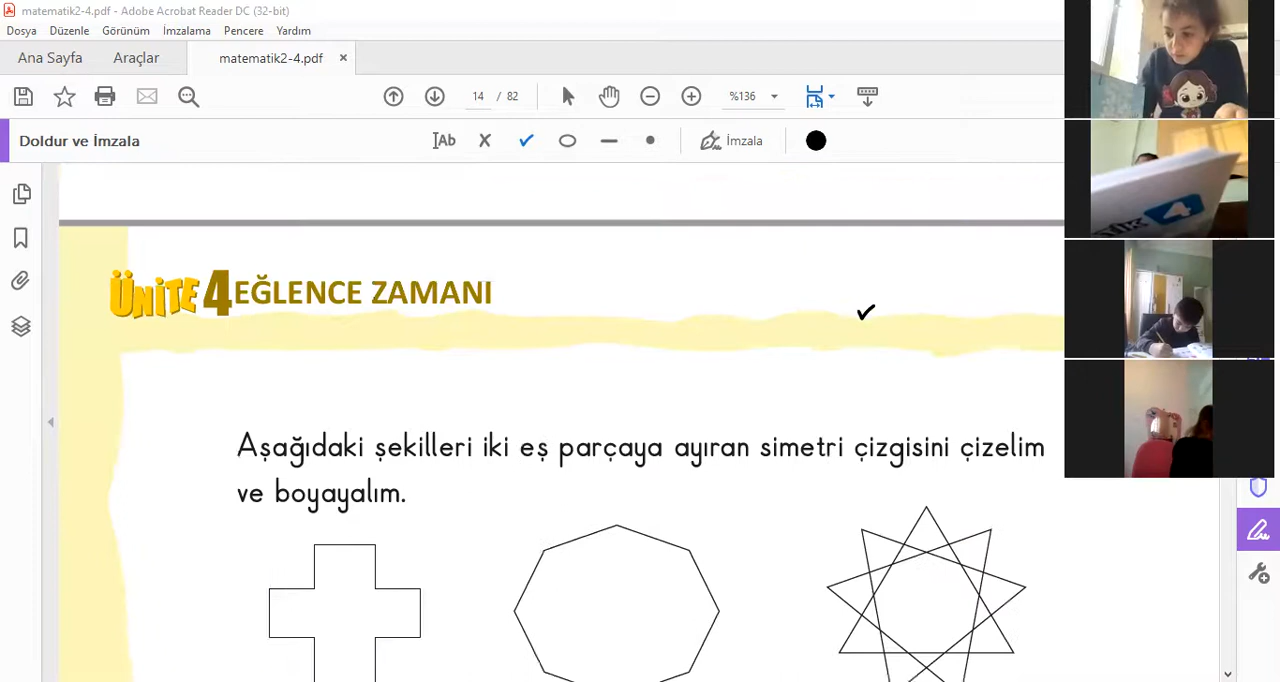 matematik2-4.pdf - Adobe Acrobat Reader DC (32-bit)
Dosya Düzenle Görünüm İmzalama Pencere Yardım
Ana Sayfa Araçlar matematik2-4.pdf ×
14 / 82 %136
Doldur ve İmzala Ab İmzala
ÜNİTE 4 EĞLENCE ZAMANI
Aşağıdaki şekilleri iki eş parçaya ayıran simetri çizgisini çizelim
ve boyayalım.
4